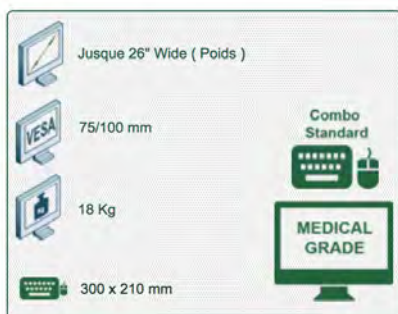 Jusque 26" Wide ( Poids )
VESA
75/100 mm
18 Kg
300 x 210 mm
Combo
Standard
MEDICAL
GRADE